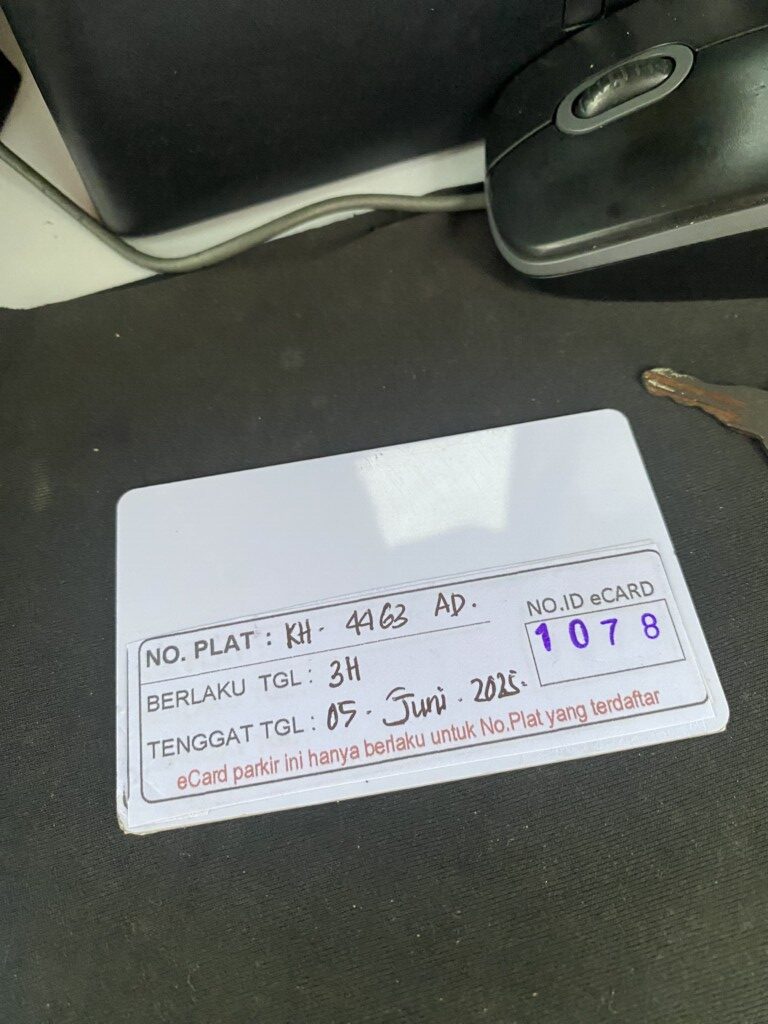 NO. PLAT : KH. 4463 AD.
BERLAKU TGL : 3H
TENGGAT TGL : 05. Juni. 2025.
NO.ID eCARD
1078
eCard parkir ini hanya berlaku untuk No.Plat yang terdaftar